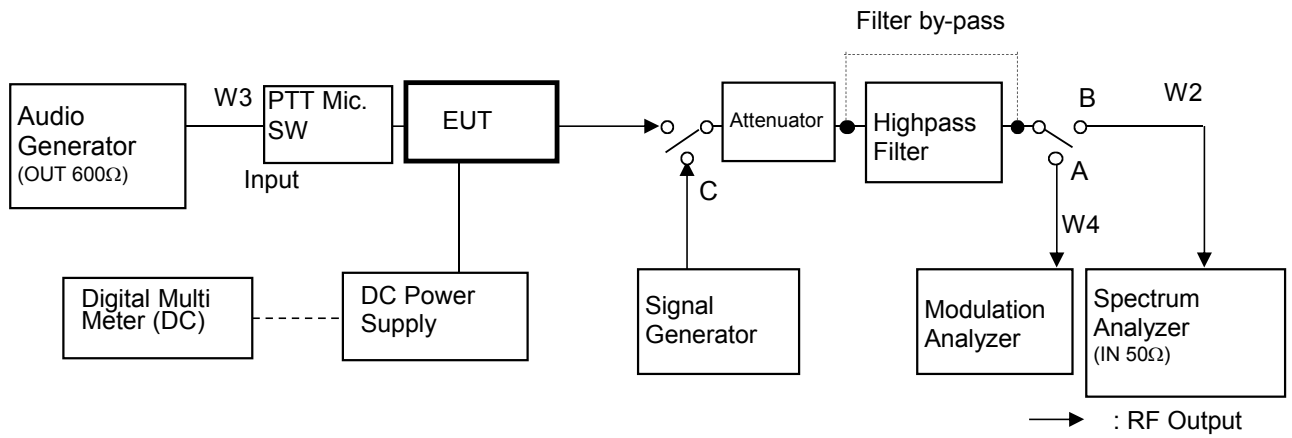 Filter by-pass
Audio
Generator
(OUT 600Ω)
W3
PTT Mic.
SW
Input
EUT
Attenuator
Highpass
Filter
B
W2
A
C
W4
Digital Multi
Meter (DC)
DC Power
Supply
Signal
Generator
Modulation
Analyzer
Spectrum
Analyzer
(IN 50Ω)
: RF Output